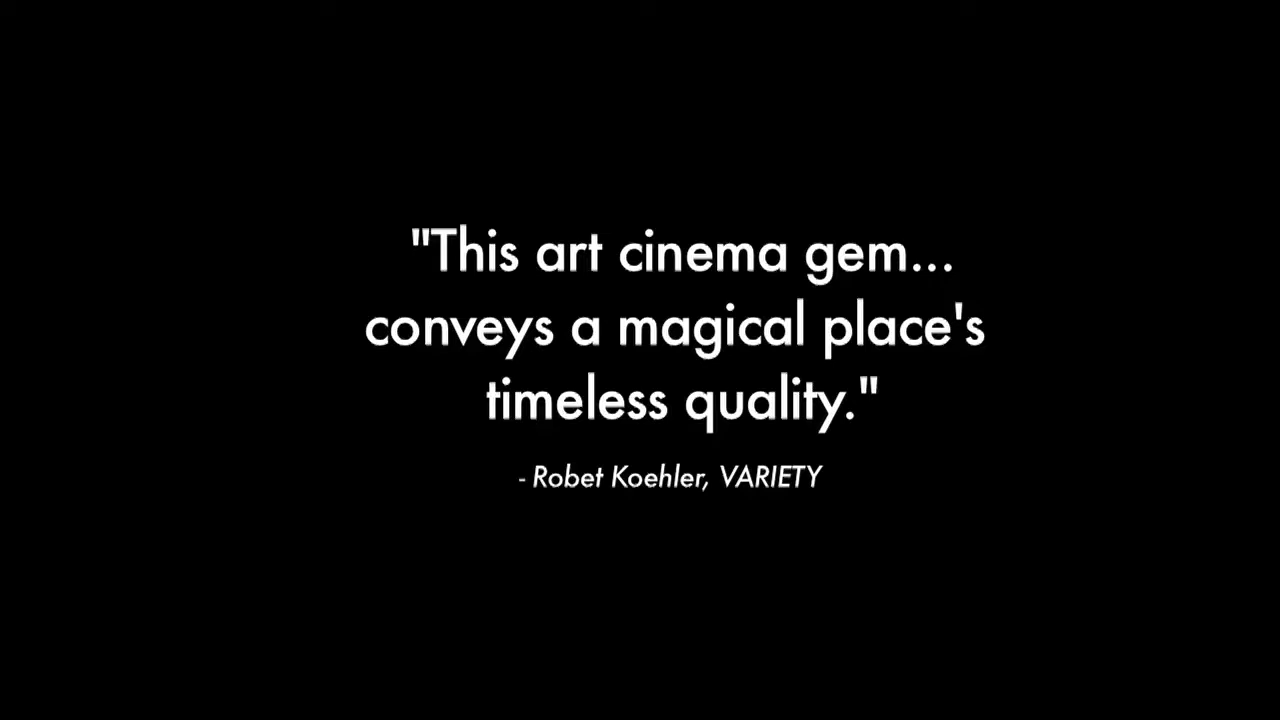 "This art cinema gem...
conveys a magical place's
timeless quality."
- Robet Koehler, VARIETY